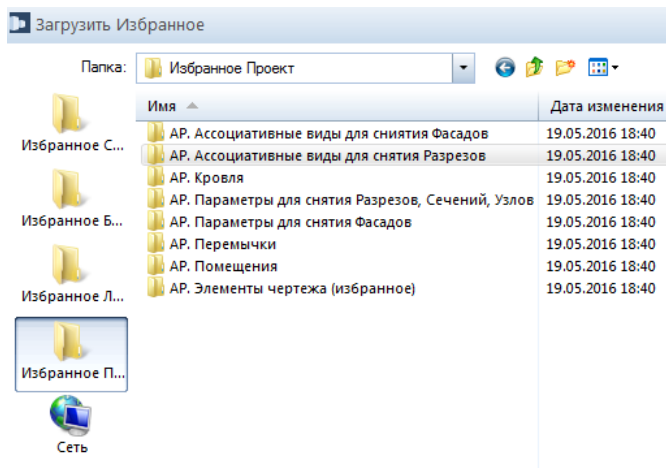 Загрузить Избранное
Папка:
Избранное Проект
Имя
Дата изменения
АР. Ассоциативные виды для сниятия Фасадов 19.05.2016 18:40
АР. Ассоциативные виды для снятия Разрезов 19.05.2016 18:40
АР. Кровля 19.05.2016 18:40
АР. Параметры для снятия Разрезов, Сечений, Узлов 19.05.2016 18:40
АР. Параметры для снятия Фасадов 19.05.2016 18:40
АР. Перемычки 19.05.2016 18:40
АР. Помещения 19.05.2016 18:40
АР. Элементы чертежа (избранное) 19.05.2016 18:40
Избранное С...
Избранное Б...
Избранное Л...
Избранное П...
Сеть